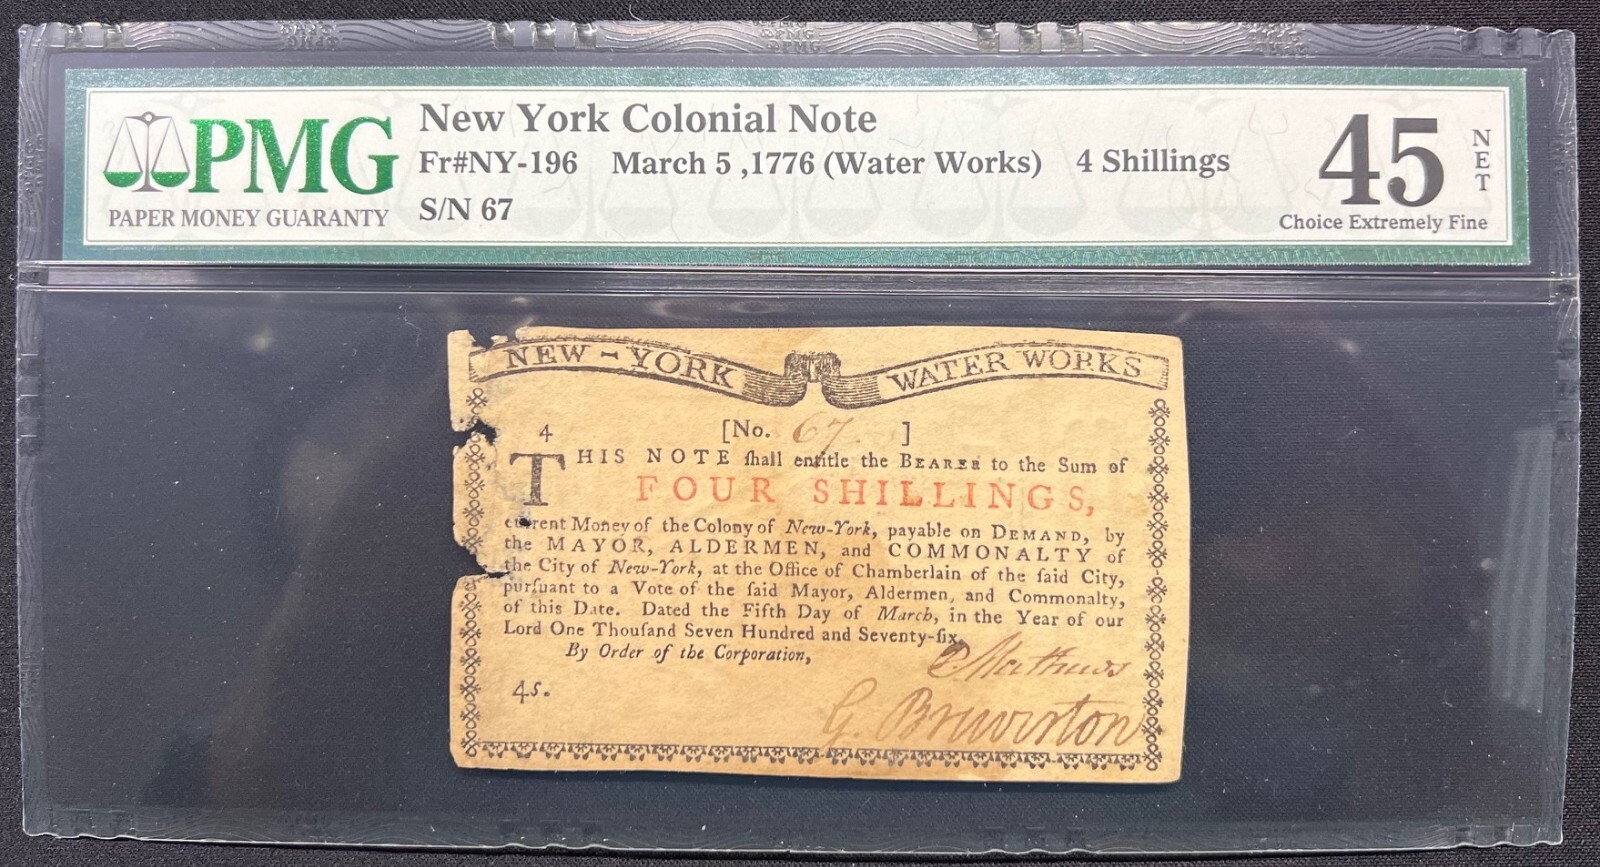 PMG
PAPER MONEY GUARANTY
New York Colonial Note
Fr#NY-196 March 5 ,1776 (Water Works) 4 Shillings
S/N 67
45 NET
Choice Extremely Fine
NEW-YORK WATER WORKS
4 [No. 67 ]
THIS NOTE ſhall entitle the BEARER to the Sum of
FOUR SHILLINGS,
current Money of the Colony of New-York, payable on DEMAND, by
the MAYOR, ALDERMEN, and COMMONALTY of
the City of New-York, at the Office of Chamberlain of the ſaid City,
purſuant to a Vote of the ſaid Mayor, Aldermen, and Commonalty,
of this Date. Dated the Fifth Day of March, in the Year of our
Lord One Thouſand Seven Hundred and Seventy-ſix.
By Order of the Corporation,
Mathews
4s.
G. Brewerton